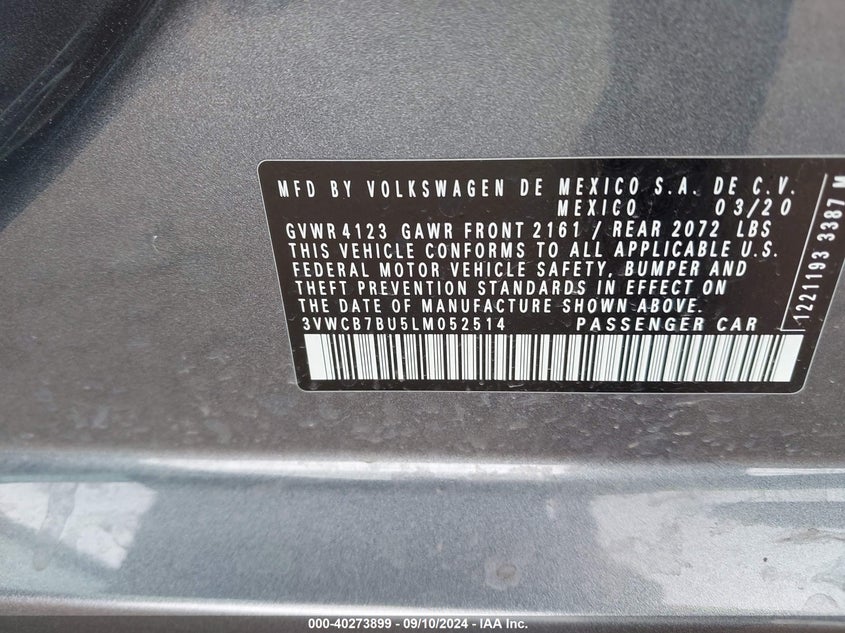 MFD BY VOLKSWAGEN DE MEXICO S.A. DE C.V.
MEXICO 03/20
GVWR 4123 GAWR FRONT 2161 / REAR 2072 LBS
THIS VEHICLE CONFORMS TO ALL APPLICABLE U.S.
FEDERAL MOTOR VEHICLE SAFETY, BUMPER AND
THEFT PREVENTION STANDARDS IN EFFECT ON
THE DATE OF MANUFACTURE SHOWN ABOVE.
3VWCB7BU5LM052514 PASSENGER CAR
1221193 3387 M
000-40273899 - 09/10/2024 - IAA Inc.